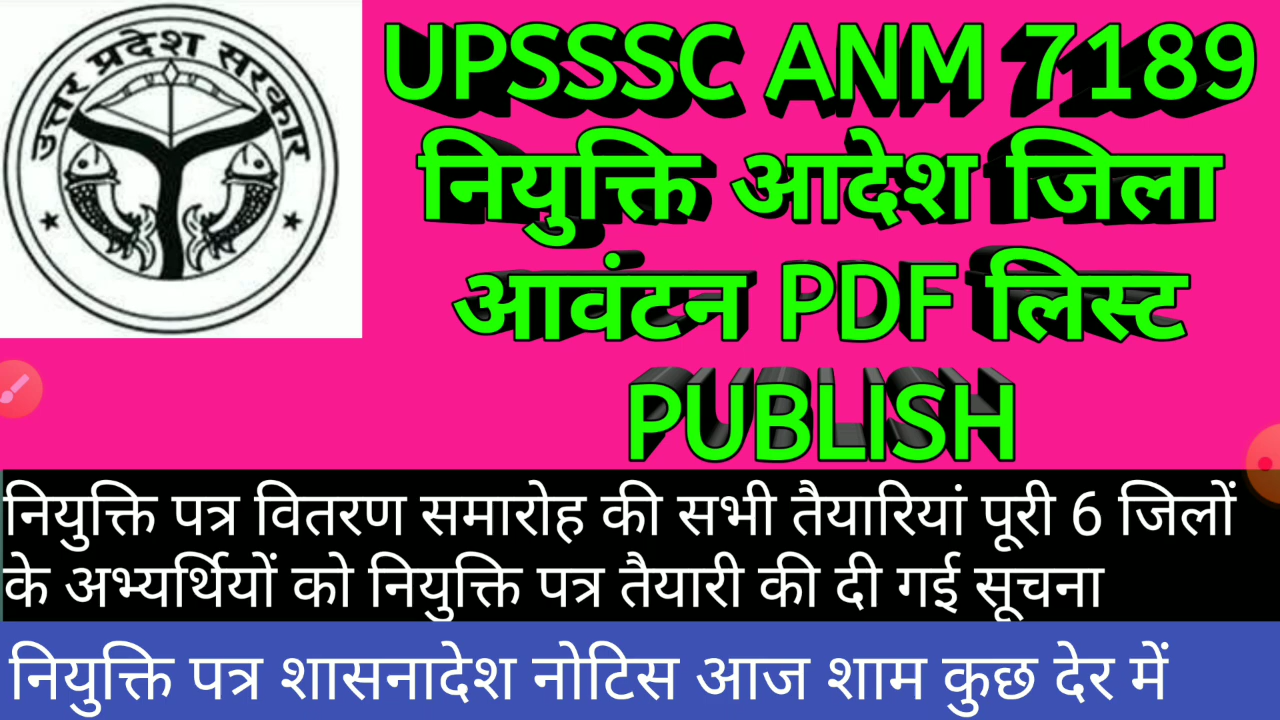 उत्तर प्रदेश सरकार
UPSSSC ANM 7189
नियुक्ति आदेश जिला
आवंटन PDF लिस्ट
PUBLISH
नियुक्ति पत्र वितरण समारोह की सभी तैयारियां पूरी 6 जिलों
के अभ्यर्थियों को नियुक्ति पत्र तैयारी की दी गई सूचना
नियुक्ति पत्र शासनादेश नोटिस आज शाम कुछ देर में